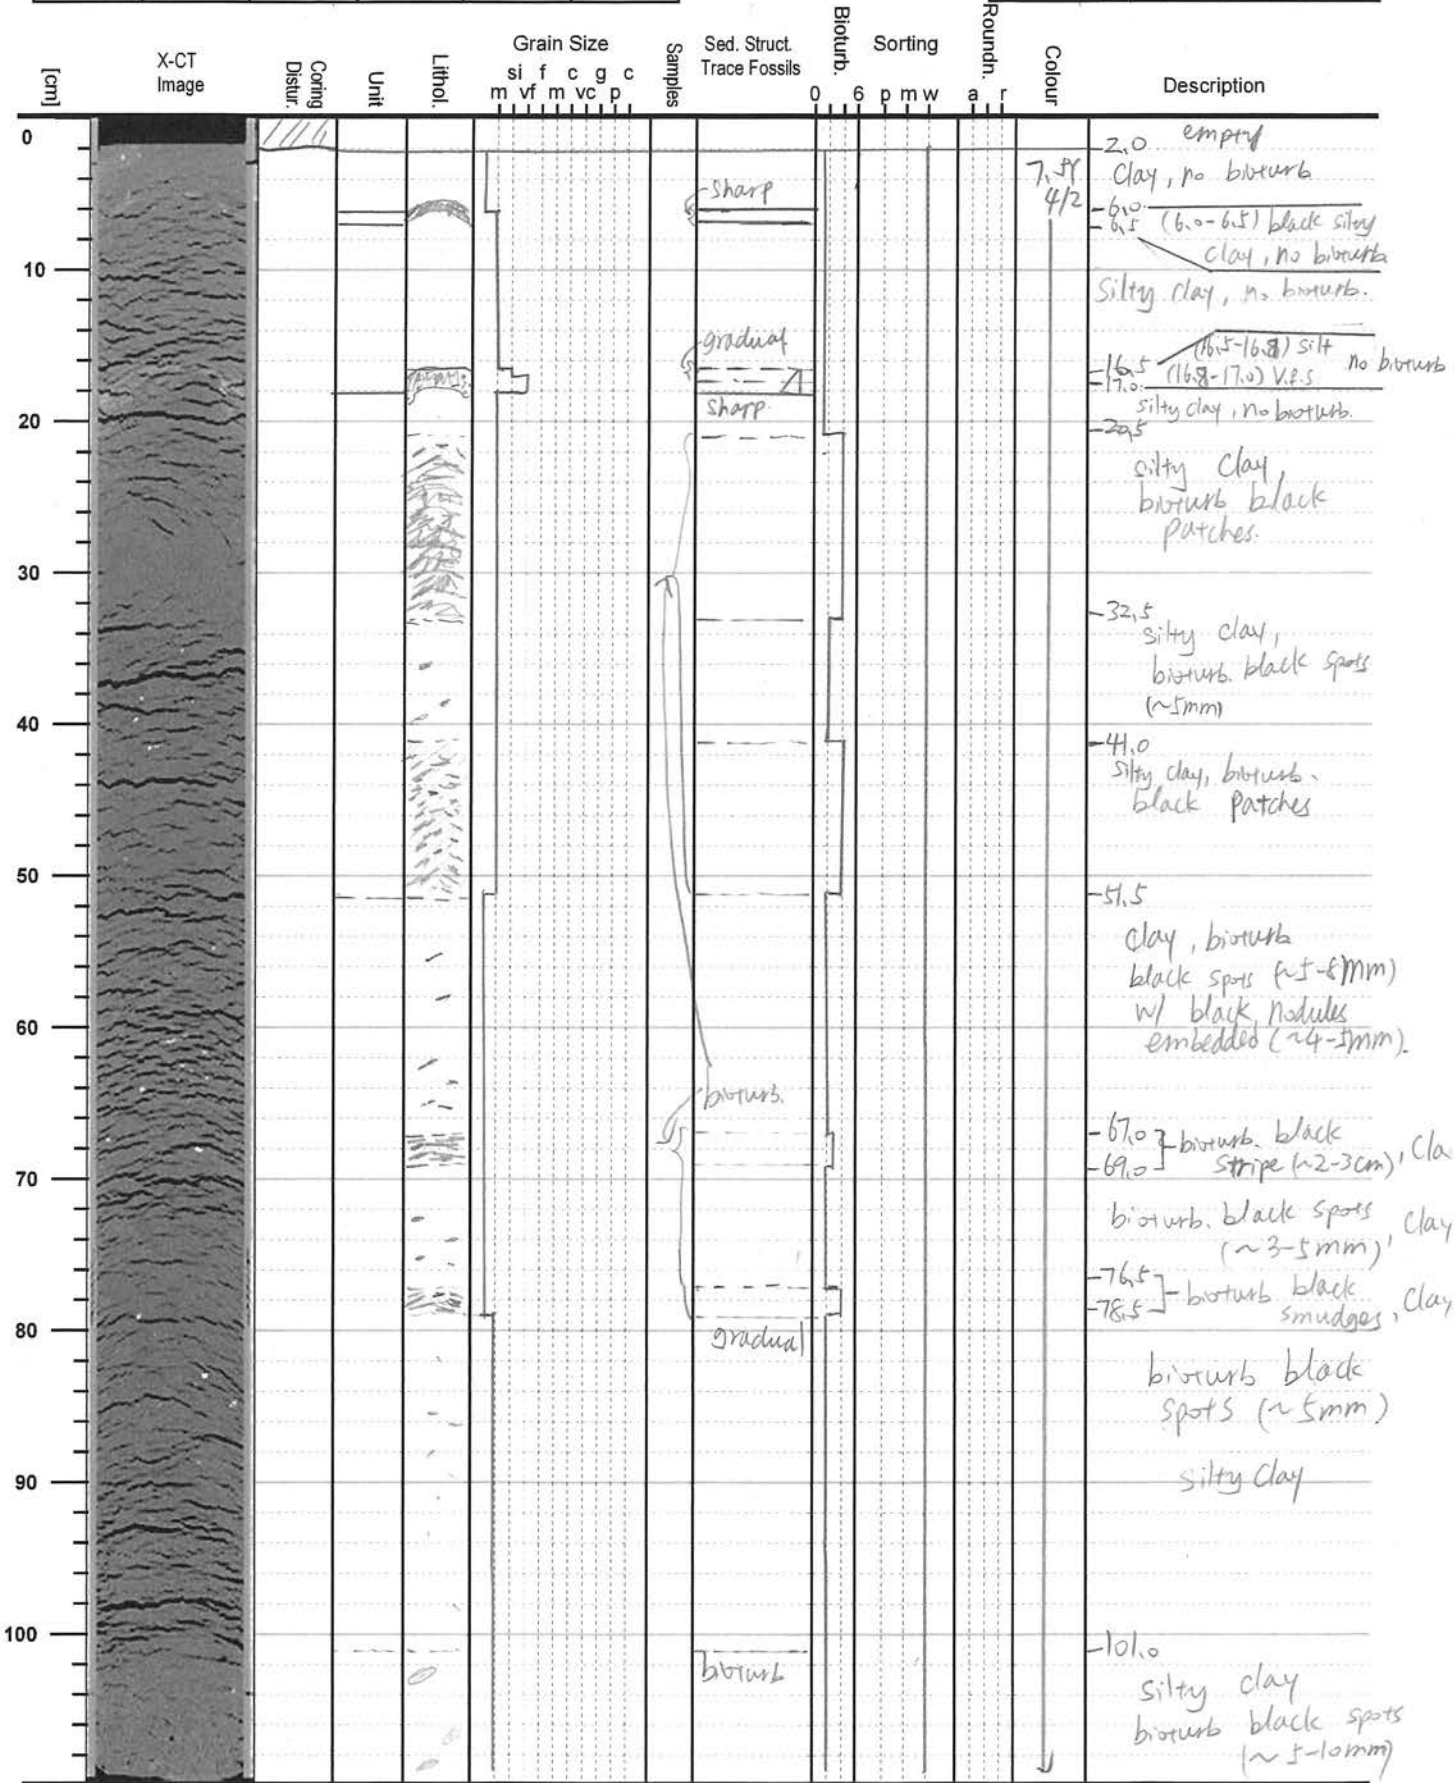 [cm]
X-CT
Image
Coring
Distur.
Unit
Lithol.
Grain Size
si f c g c
m vf m vc p
Samples
Sed. Struct.
Trace Fossils
Bioturb.
0 6
Sorting
p m w
Roundn.
a r
Colour
Description
0
10
20
30
40
50
60
70
80
90
100
sharp
gradual
sharp.
bioturb.
gradual
bioturb
7.5Y
4/2
2.0 empty
Clay, no bioturb
6.0
6.5 (6.0-6.5) black silty
clay, no bioturb.
Silty clay, no bioturb.
16.5 (16.5-16.8) silt no bioturb
17.0 (16.8-17.0) V.f.s
silty clay, no bioturb.
20.5
silty clay,
bioturb black
patches.
32.5
silty clay,
bioturb. black spots
(~5mm)
41.0
silty clay, bioturb.
black patches
51.5
clay, bioturb
black spots (~5-8mm)
w/ black nodules
embedded (~4-5mm).
67.0 bioturb. black
69.0 stripe (~2-3cm), Cla
bioturb. black spots
(~3-5mm), Clay
76.5
78.5 bioturb black
smudges, Clay
bioturb black
spots (~5mm)
silty clay
101.0
silty clay
bioturb. black spots
(~5-10mm)